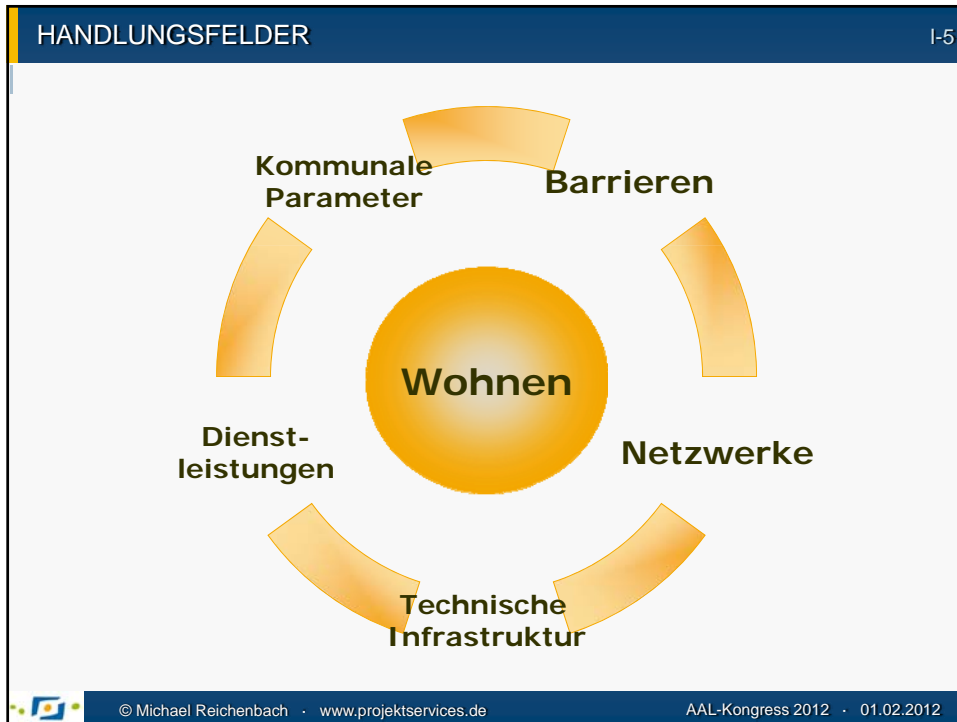 HANDLUNGSFELDER
I-5
Kommunale
Parameter
Barrieren
Wohnen
Dienst-
leistungen
Netzwerke
Technische
Infrastruktur
© Michael Reichenbach · www.projektservices.de
AAL-Kongress 2012 · 01.02.2012